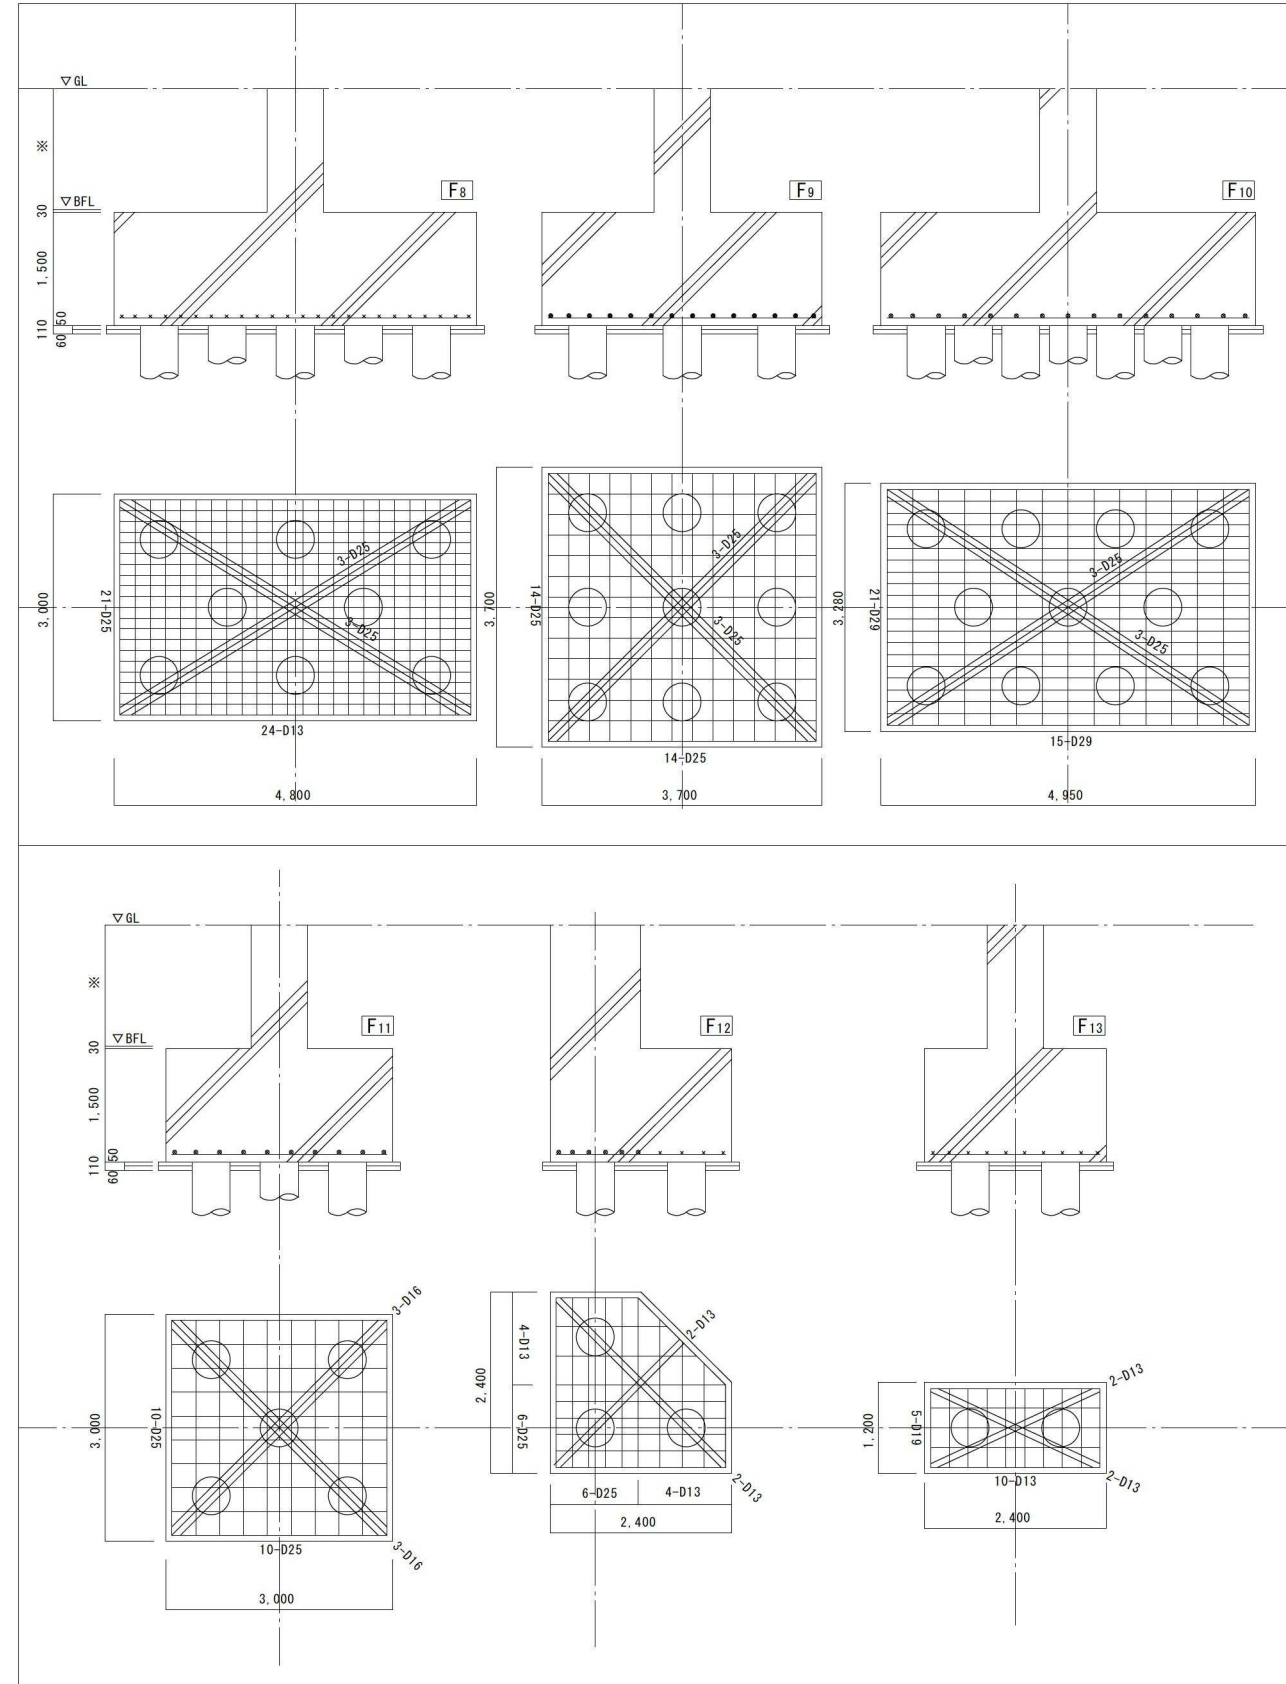 ▽GL
※
F8
F9
F10
▽BFL
30
1,500
110
50
60
3,000
21-D25
3-D25
3-D25
24-D13
4,800
3,700
14-D25
3-D25
3-D25
14-D25
3,700
3,280
21-D29
3-D25
3-D25
15-D29
4,950
▽GL
※
F11
F12
F13
▽BFL
30
1,500
110
50
60
3-D16
3,000
10-D25
10-D25
3-D16
3,000
2,400
4-D13
6-D25
2-D13
2-D13
6-D25
4-D13
2,400
1,200
5-D19
2-D13
2-D13
10-D13
2,400